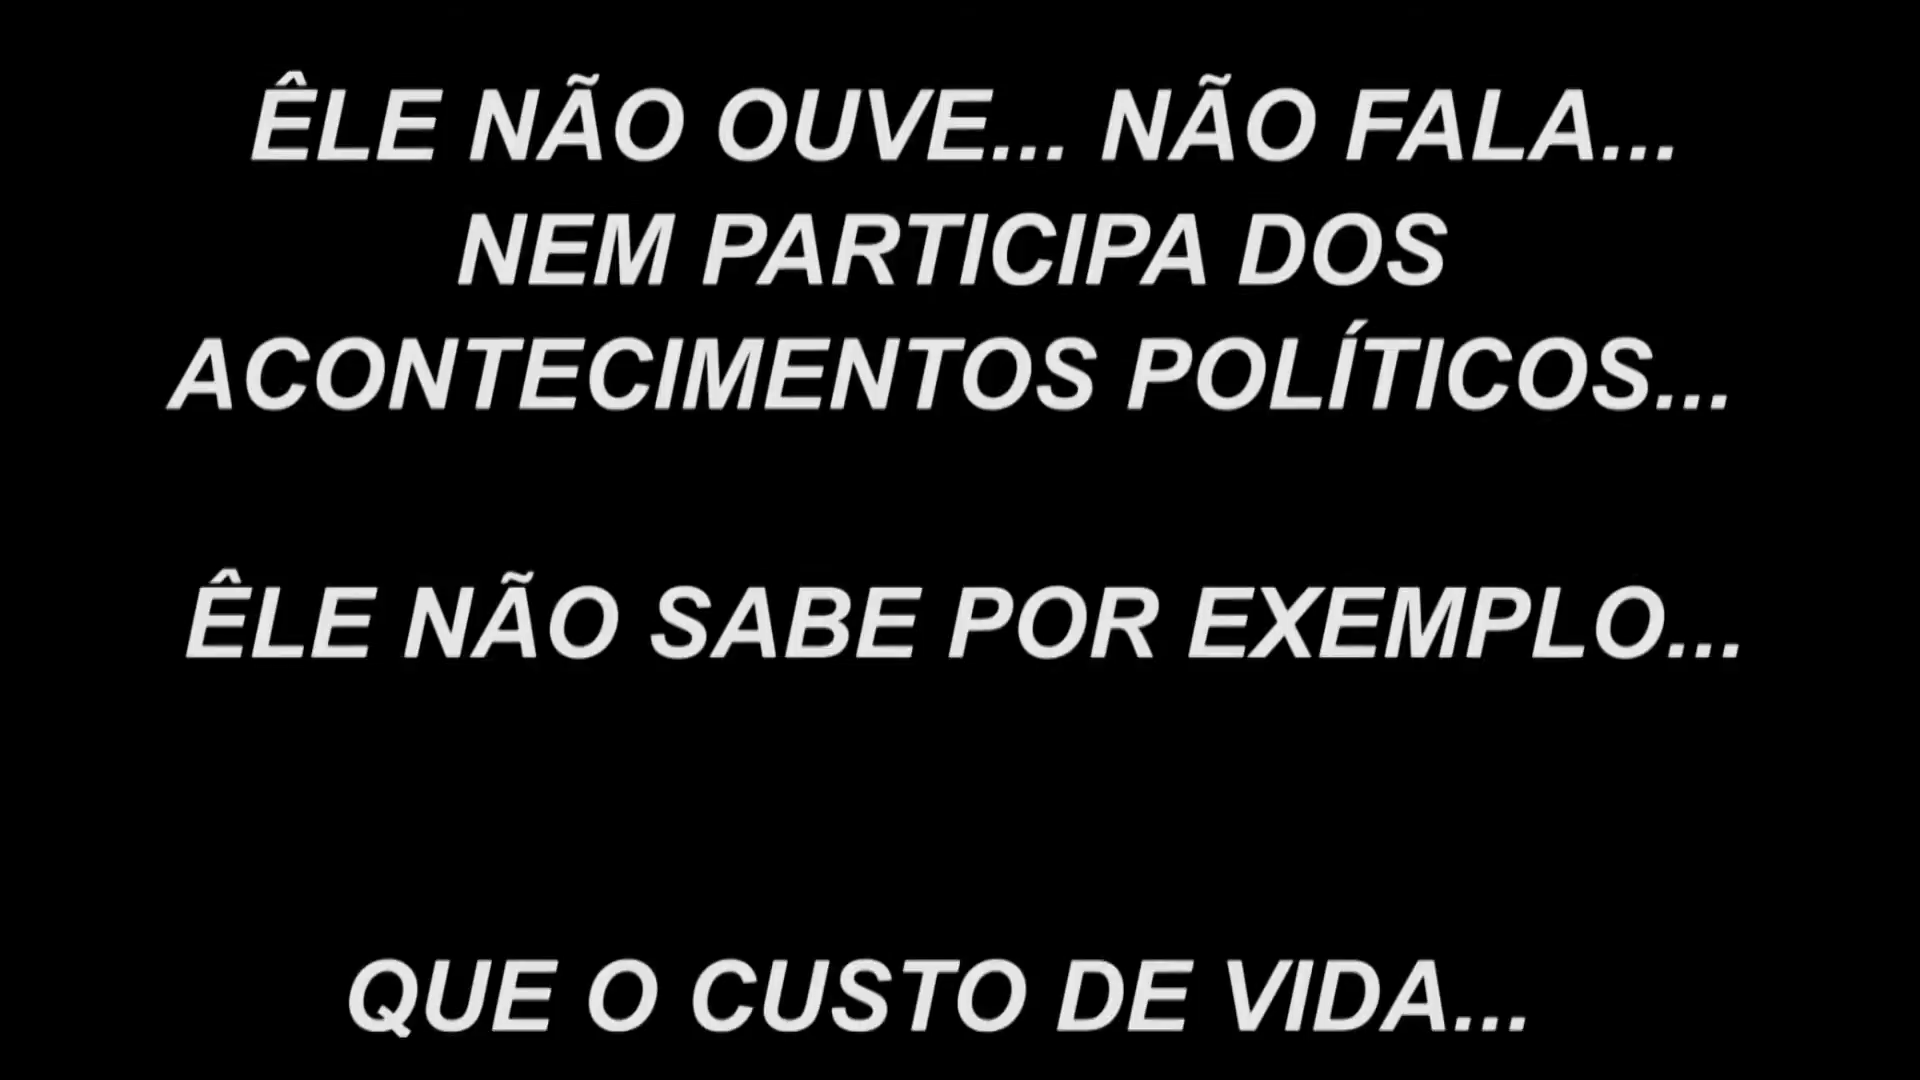 ÊLE NÃO OUVE... NÃO FALA...
NEM PARTICIPA DOS
ACONTECIMENTOS POLÍTICOS...
ÊLE NÃO SABE POR EXEMPLO...
QUE O CUSTO DE VIDA...